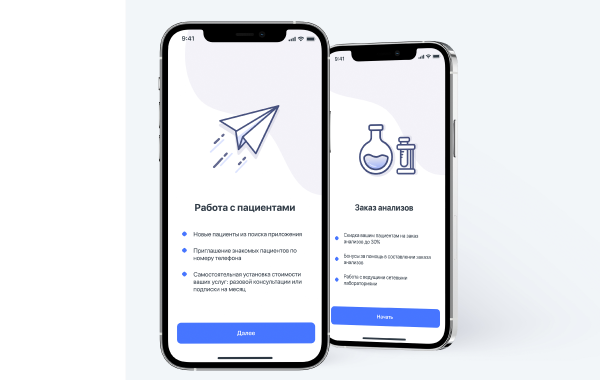 9:41
Работа с пациентами
Новые пациенты из поиска приложения
Приглашение знакомых пациентов по
номеру телефона
Самостоятельная установка стоимости
ваших услуг: разовой консультации или
подписки на месяц
Далее
9:41
Заказ анализов
Скидка вашим пациентам на заказ
анализов до 30%
Бонусы за помощь в составлении заказа
анализов
Работа с ведущими сетевыми
лабораториями
Начать